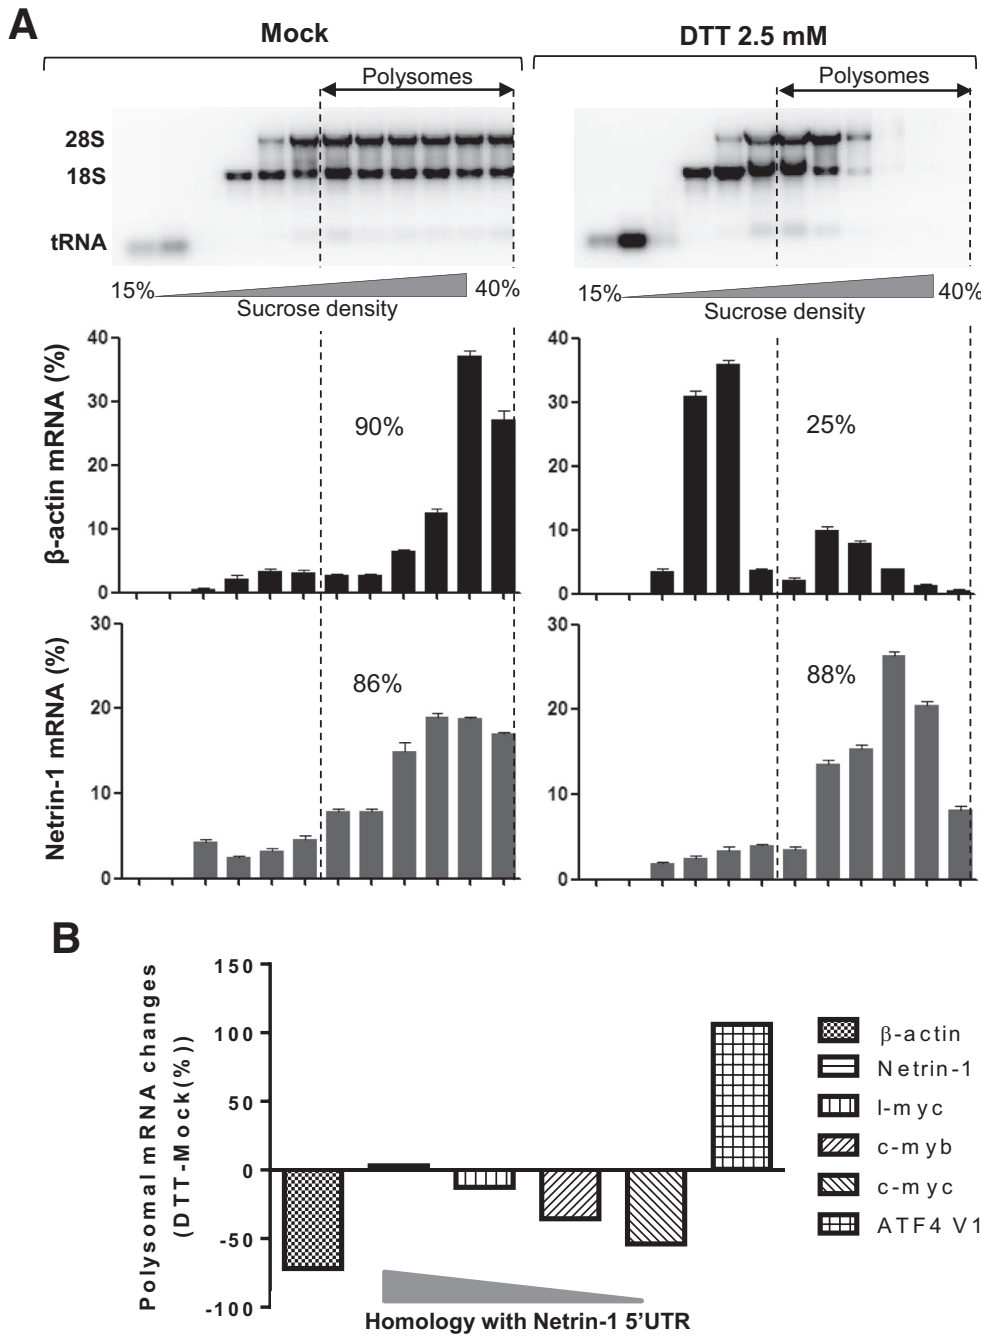 A
Mock
DTT 2.5 mM
Polysomes
Polysomes
28S
18S
tRNA
15%
40%
Sucrose density
15%
40%
Sucrose density
β-actin mRNA (%)
40
30
20
10
0
90%
40
30
20
10
0
25%
Netrin-1 mRNA (%)
30
20
10
0
86%
30
20
10
0
88%
B
Polysomal mRNA changes
(DTT-Mock(%))
150
100
50
0
-50
-100
Homology with Netrin-1 5’UTR
β-actin
Netrin-1
l-myc
c-myb
c-myc
ATF4 V1